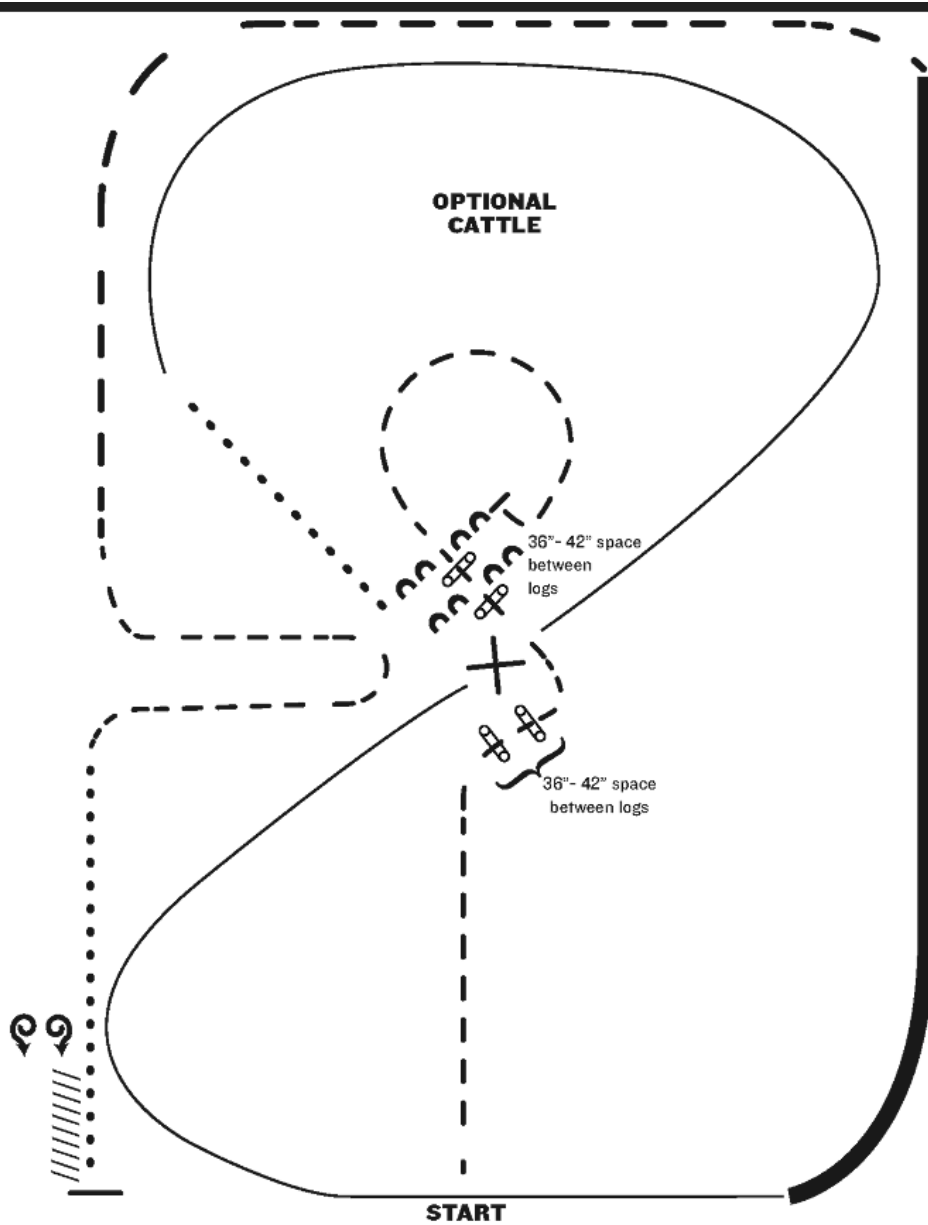 OPTIONAL
CATTLE
36”- 42” space
between
logs
36”- 42” space
between logs
START